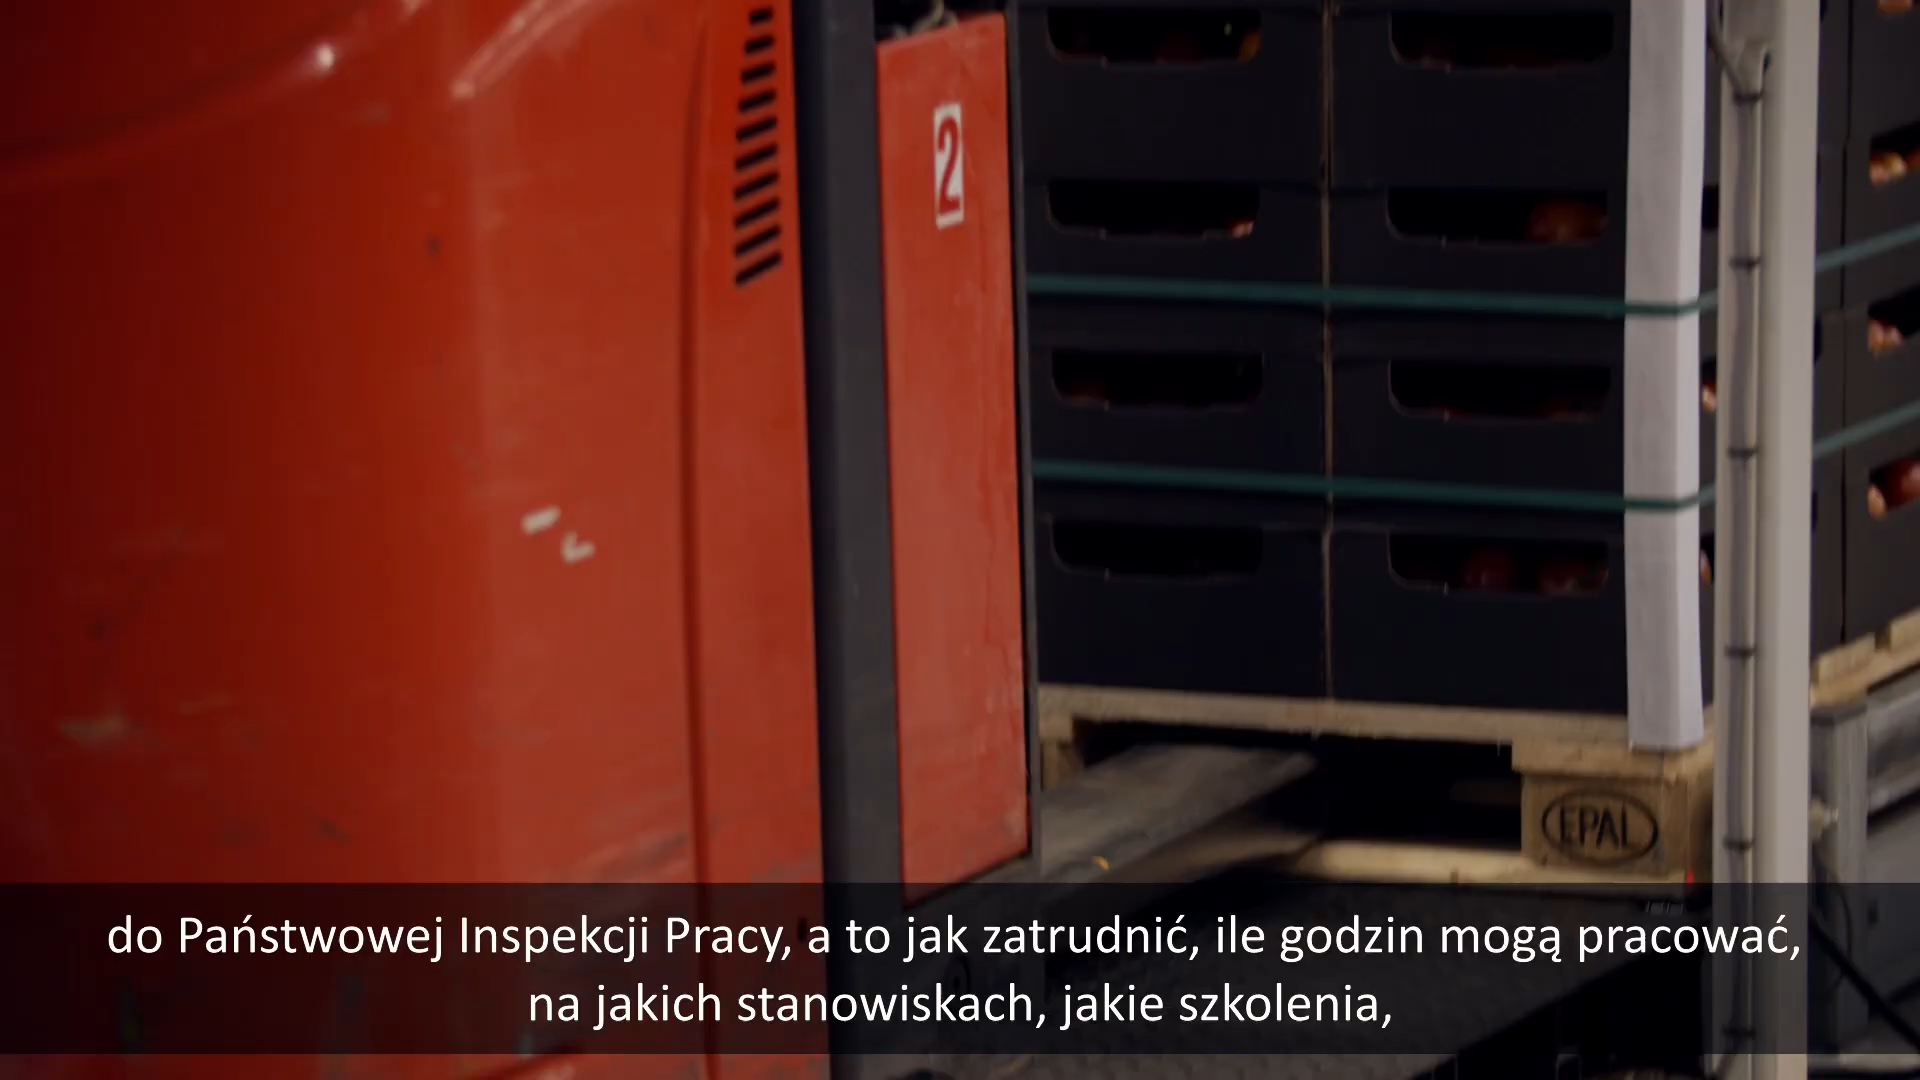 2
EPAL
do Państwowej Inspekcji Pracy, a to jak zatrudnić, ile godzin mogą pracować,
na jakich stanowiskach, jakie szkolenia,